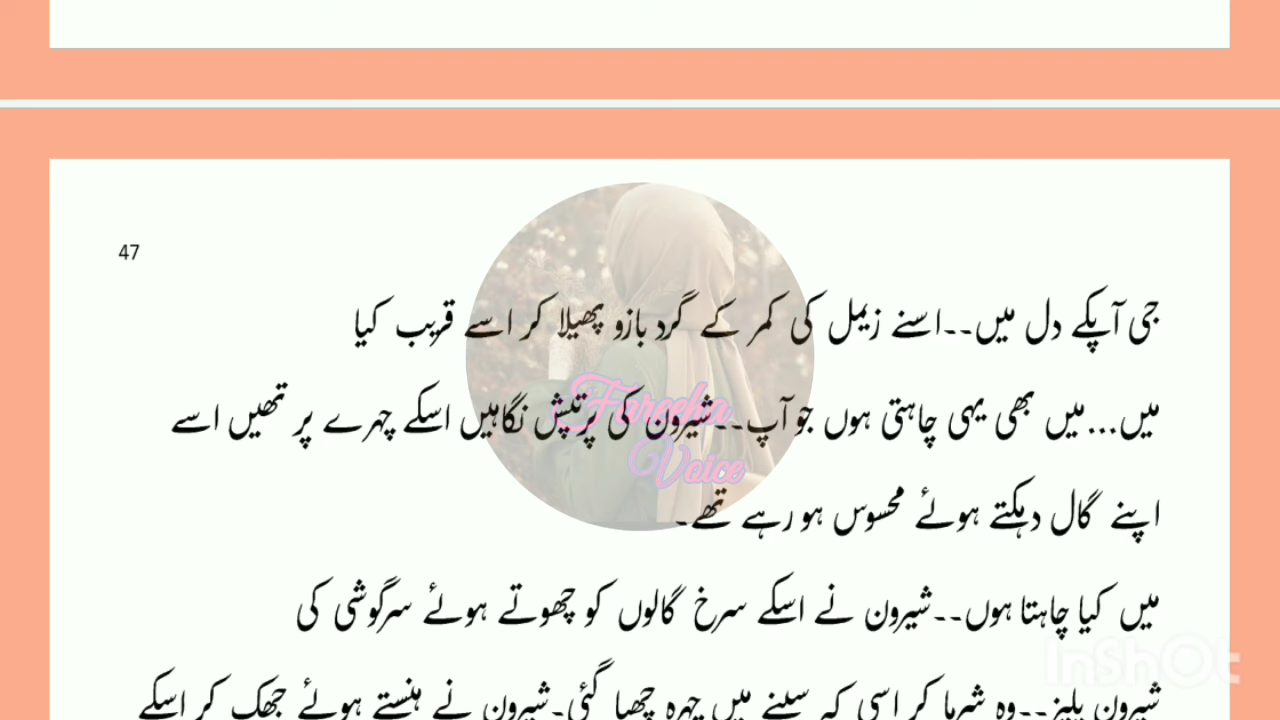 47
جی آپکے دل میں۔۔اسنے زیمل کی کمر کے گرد بازو پھیلا کر اسے قریب کیا
میں...میں بھی یہی چاہتی ہوں جو آپ۔۔شیرون کی پرتپش نگاہیں اسکے چہرے پر تھیں اسے
Fareeha
Voice
اپنے گال دہکتے ہوئے محسوس ہو رہے تھے۔
میں کیا چاہتا ہوں۔۔شیرون نے اسکے سرخ گالوں کو چھوتے ہوئے سرگوشی کی
InShOt
شیرون پلیز۔۔وہ شرما کر اسی کہ سینے میں چہرہ چھپا گئی۔شیرون نے ہنستے ہوئے جھک کر اسکے